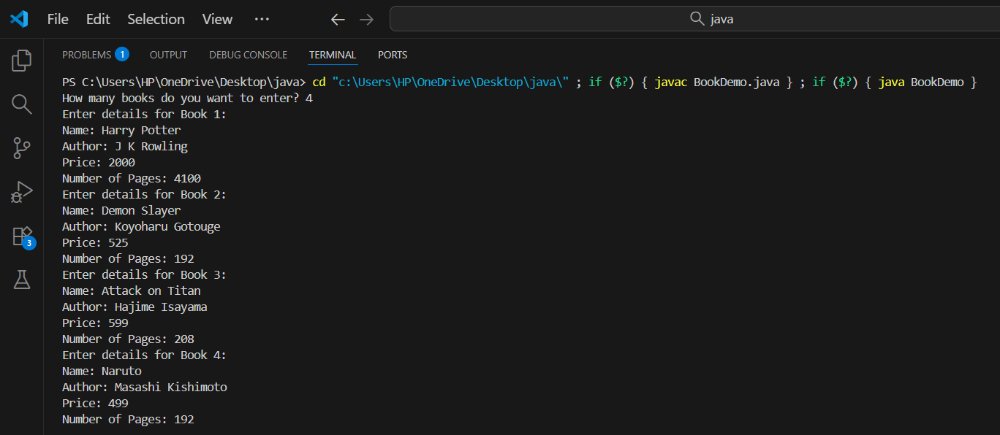 File Edit Selection View ··· java
PROBLEMS 1 OUTPUT DEBUG CONSOLE TERMINAL PORTS
PS C:\Users\HP\OneDrive\Desktop\java> cd "c:\Users\HP\OneDrive\Desktop\java\" ; if ($?) { javac BookDemo.java } ; if ($?) { java BookDemo }
How many books do you want to enter? 4
Enter details for Book 1:
Name: Harry Potter
Author: J K Rowling
Price: 2000
Number of Pages: 4100
Enter details for Book 2:
Name: Demon Slayer
Author: Koyoharu Gotouge
Price: 525
Number of Pages: 192
Enter details for Book 3:
Name: Attack on Titan
Author: Hajime Isayama
Price: 599
Number of Pages: 208
Enter details for Book 4:
Name: Naruto
Author: Masashi Kishimoto
Price: 499
Number of Pages: 192
3